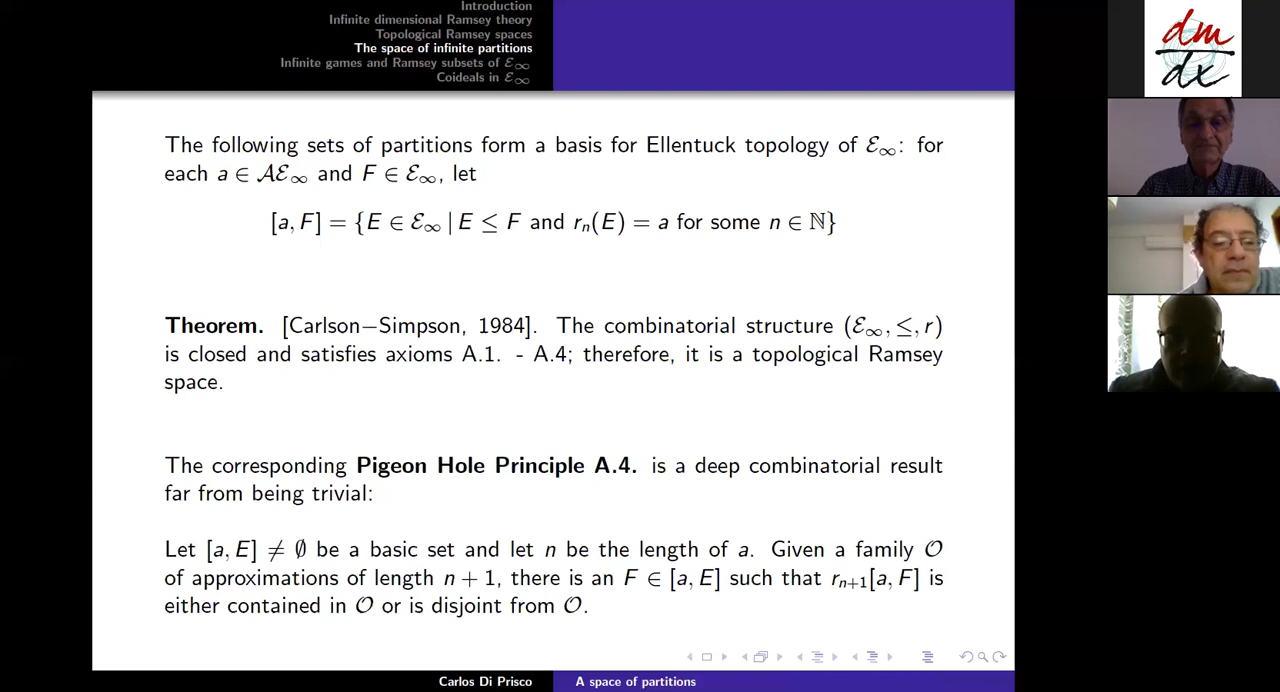 Introduction
Infinite dimensional Ramsey theory
Topological Ramsey spaces
The space of infinite partitions
Infinite games and Ramsey subsets of ℰ∞
Coideals in ℰ∞
dm
dx
The following sets of partitions form a basis for Ellentuck topology of ℰ∞: for
each a ∈ 𝒜ℰ∞ and F ∈ ℰ∞, let
[a, F] = {E ∈ ℰ∞ | E ≤ F and rₙ(E) = a for some n ∈ ℕ}
Theorem. [Carlson−Simpson, 1984]. The combinatorial structure (ℰ∞, ≤, r)
is closed and satisfies axioms A.1. - A.4; therefore, it is a topological Ramsey
space.
The corresponding Pigeon Hole Principle A.4. is a deep combinatorial result
far from being trivial:
Let [a, E] ≠ ∅ be a basic set and let n be the length of a. Given a family 𝒪
of approximations of length n + 1, there is an F ∈ [a, E] such that rₙ₊₁[a, F] is
either contained in 𝒪 or is disjoint from 𝒪.
Carlos Di Prisco
A space of partitions